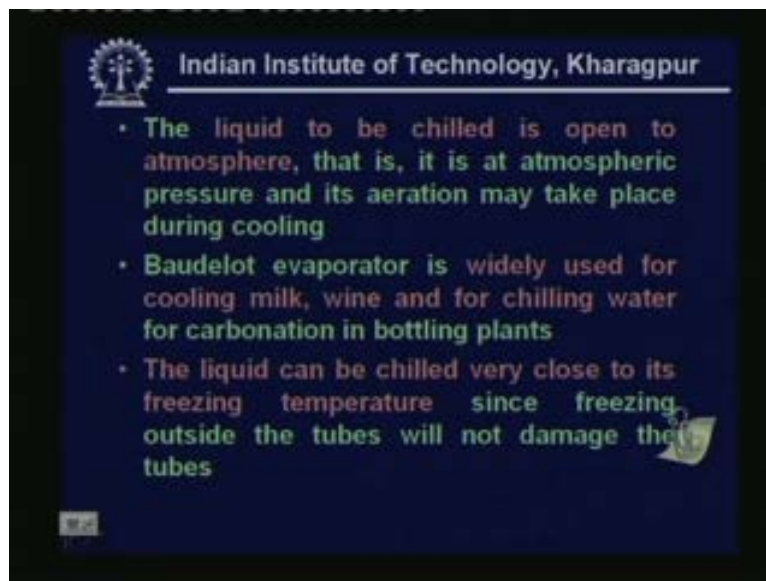 Indian Institute of Technology, Kharagpur
• The liquid to be chilled is open to
atmosphere, that is, it is at atmospheric
pressure and its aeration may take place
during cooling
• Baudelot evaporator is widely used for
cooling milk, wine and for chilling water
for carbonation in bottling plants
• The liquid can be chilled very close to its
freezing temperature since freezing
outside the tubes will not damage the
tubes